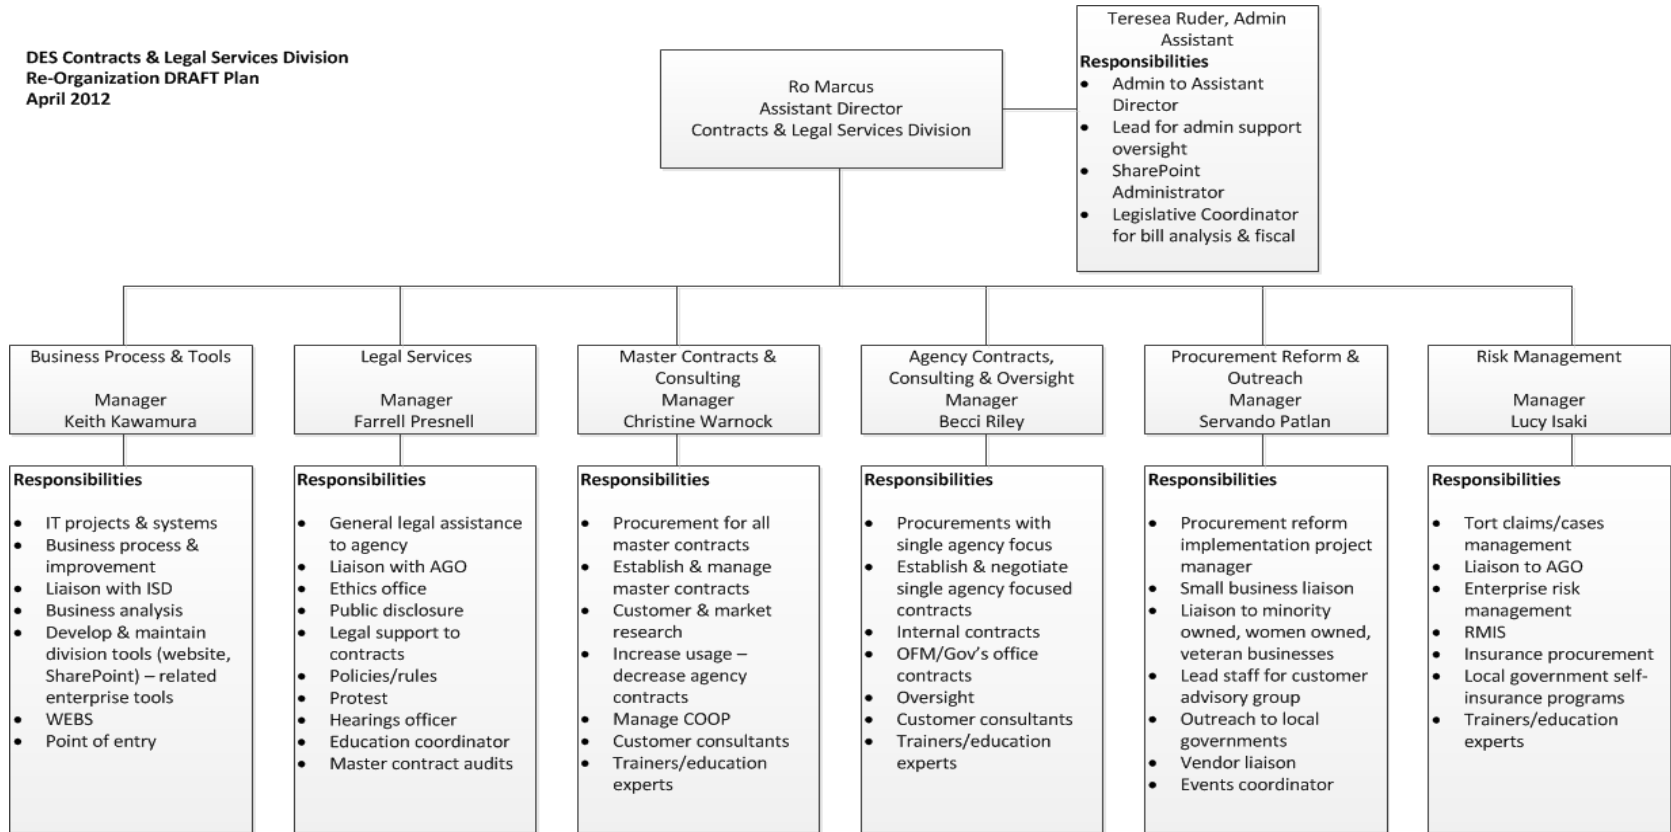 DES Contracts & Legal Services Division
Re-Organization DRAFT Plan
April 2012
Ro Marcus
Assistant Director
Contracts & Legal Services Division
Teresea Ruder, Admin
Assistant
Responsibilities
• Admin to Assistant
Director
• Lead for admin support
oversight
• SharePoint
Administrator
• Legislative Coordinator
for bill analysis & fiscal
Business Process & Tools
Manager
Keith Kawamura
Responsibilities
• IT projects & systems
• Business process &
improvement
• Liaison with ISD
• Business analysis
• Develop & maintain
division tools (website,
SharePoint) – related
enterprise tools
• WEBS
• Point of entry
Legal Services
Manager
Farrell Presnell
Responsibilities
• General legal assistance
to agency
• Liaison with AGO
• Ethics office
• Public disclosure
• Legal support to
contracts
• Policies/rules
• Protest
• Hearings officer
• Education coordinator
• Master contract audits
Master Contracts &
Consulting
Manager
Christine Warnock
Responsibilities
• Procurement for all
master contracts
• Establish & manage
master contracts
• Customer & market
research
• Increase usage –
decrease agency
contracts
• Manage COOP
• Customer consultants
• Trainers/education
experts
Agency Contracts,
Consulting & Oversight
Manager
Becci Riley
Responsibilities
• Procurements with
single agency focus
• Establish & negotiate
single agency focused
contracts
• Internal contracts
• OFM/Gov’s office
contracts
• Oversight
• Customer consultants
• Trainers/education
experts
Procurement Reform &
Outreach
Manager
Servando Patlan
Responsibilities
• Procurement reform
implementation project
manager
• Small business liaison
• Liaison to minority
owned, women owned,
veteran businesses
• Lead staff for customer
advisory group
• Outreach to local
governments
• Vendor liaison
• Events coordinator
Risk Management
Manager
Lucy Isaki
Responsibilities
• Tort claims/cases
management
• Liaison to AGO
• Enterprise risk
management
• RMIS
• Insurance procurement
• Local government self-
insurance programs
• Trainers/education
experts